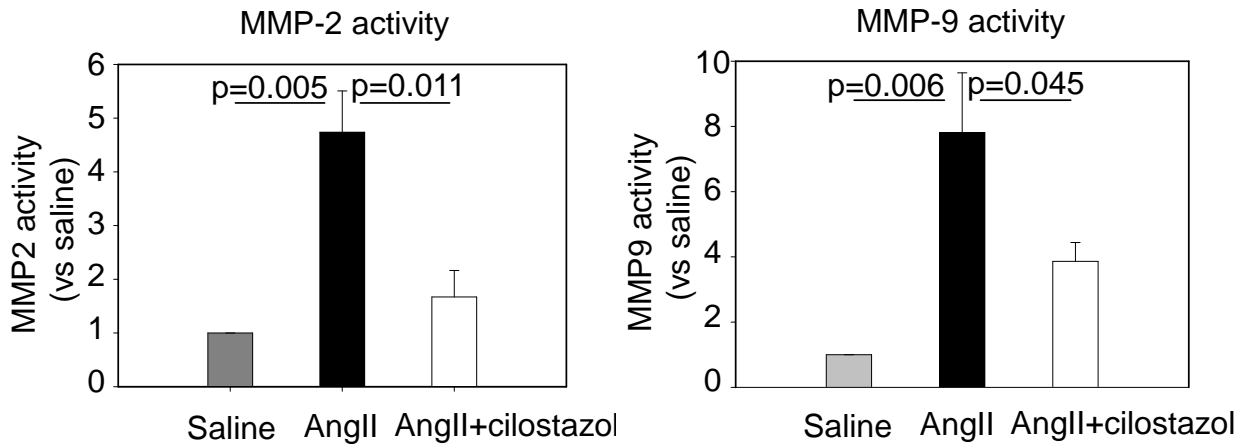 MMP-2 activity
MMP2 activity
(vs saline)
6
5
4
3
2
1
0
p=0.005
p=0.011
Saline
AngII
AngII+cilostazol
MMP-9 activity
MMP9 activity
(vs saline)
10
8
6
4
2
0
p=0.006
p=0.045
Saline
AngII
AngII+cilostazol